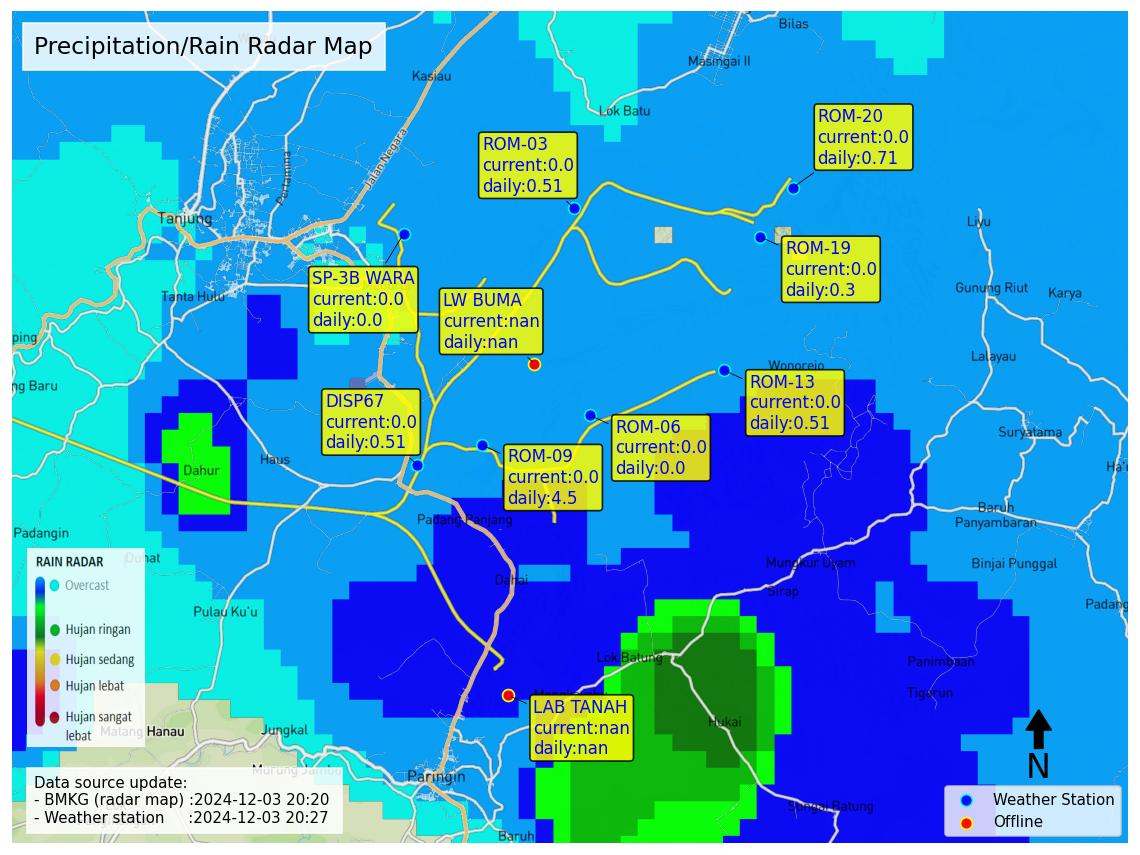 Precipitation/Rain Radar Map
Bilas
Masingai II
Kasiau
Lok Batu
ROM-20
current:0.0
daily:0.71
ROM-03
current:0.0
daily:0.51
Jalan Negara
Pertamina
Tanjung
Liyu
ROM-19
current:0.0
daily:0.3
SP-3B WARA
current:0.0
daily:0.0
LW BUMA
current:nan
daily:nan
Tanta Hulu
Gunung Riut
Karya
ping
Lalayau
Wonorejo
ng Baru
ROM-13
current:0.0
daily:0.51
DISP67
current:0.0
daily:0.51
ROM-06
current:0.0
daily:0.0
Suryatama
ROM-09
current:0.0
daily:4.5
Haus
Dahur
Ha'u
Baruh
Panyambaran
Padang Panjang
Padangin
Mungkur Dyam
Binjai Punggal
Dahai
Sirap
Padang
Pulau Ku'u
RAIN RADAR
Overcast
Hujan ringan
Hujan sedang
Hujan lebat
Hujan sangat
lebat
Lok Batung
Panimbaan
Tigarun
LAB TANAH
current:nan
daily:nan
Hukai
Matang Hanau
Jungkal
Murung Jambu
Paringin
N
Data source update:
- BMKG (radar map) :2024-12-03 20:20
- Weather station :2024-12-03 20:27
Weather Station
Offline
Sungai Batung
Baruh